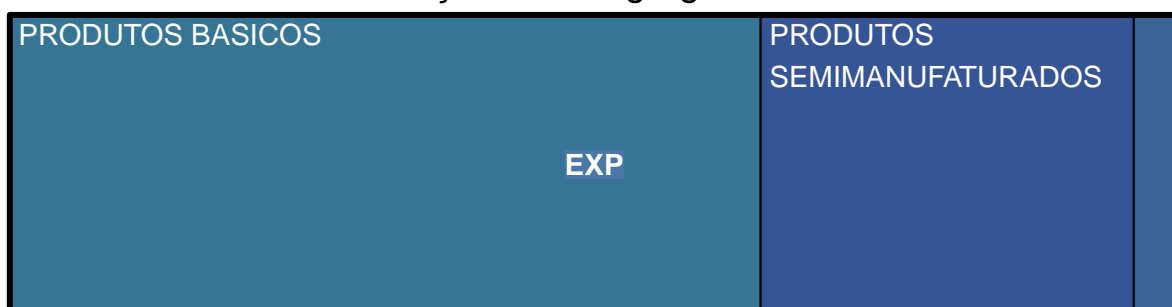 PRODUTOS BASICOS
PRODUTOS
SEMIMANUFATURADOS
EXP